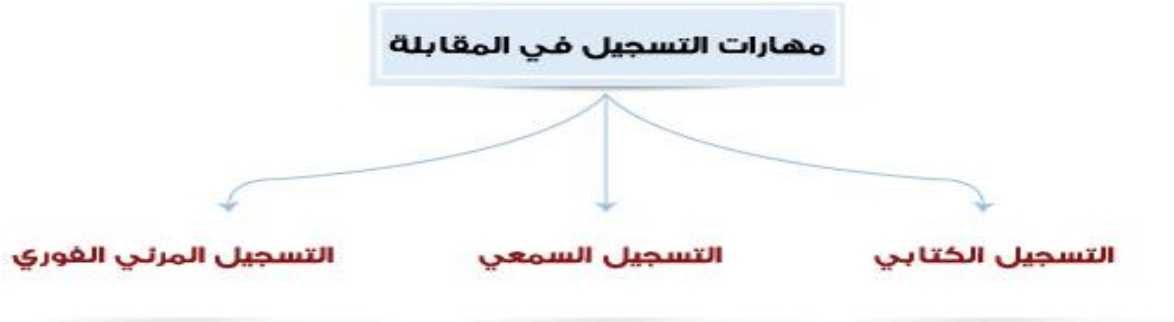 مهارات التسجيل في المقابلة
التسجيل الكتابي
التسجيل السمعي
التسجيل المرئي الفوري